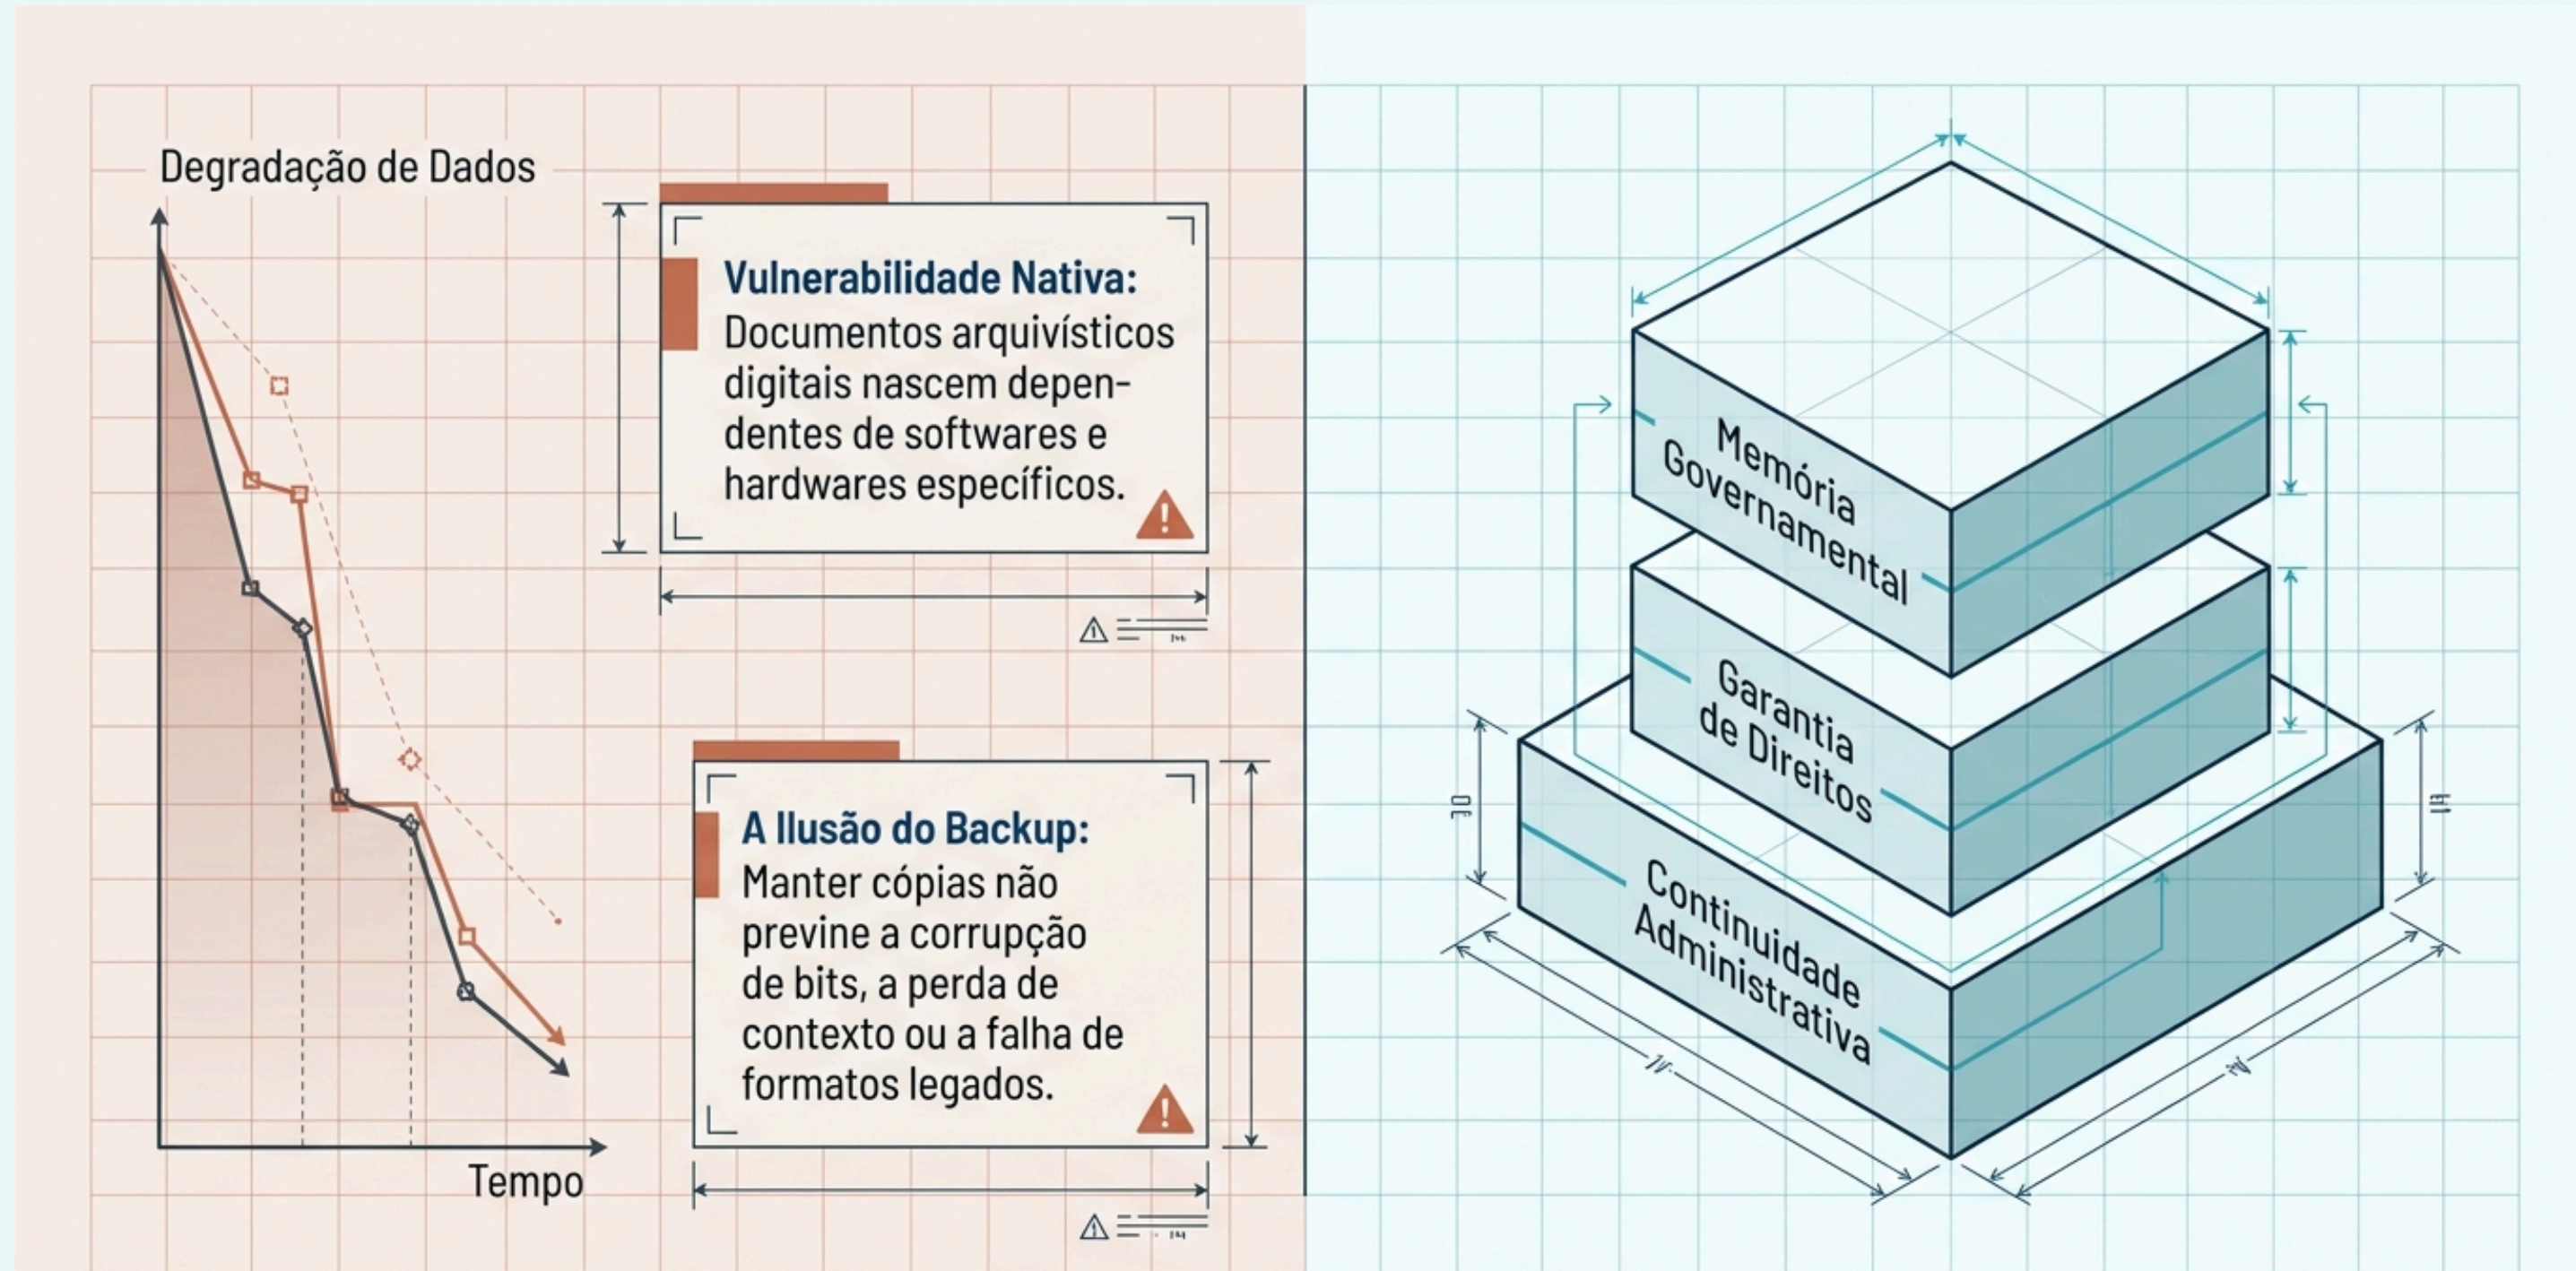 Degradação de Dados
Tempo
Vulnerabilidade Nativa:
Documentos arquivísticos
digitais nascem depen-
dentes de softwares e
hardwares específicos.
A Ilusão do Backup:
Manter cópias não
previne a corrupção
de bits, a perda de
contexto ou a falha de
formatos legados.
Memória
Governamental
Garantia
de Direitos
Continuidade
Administrativa